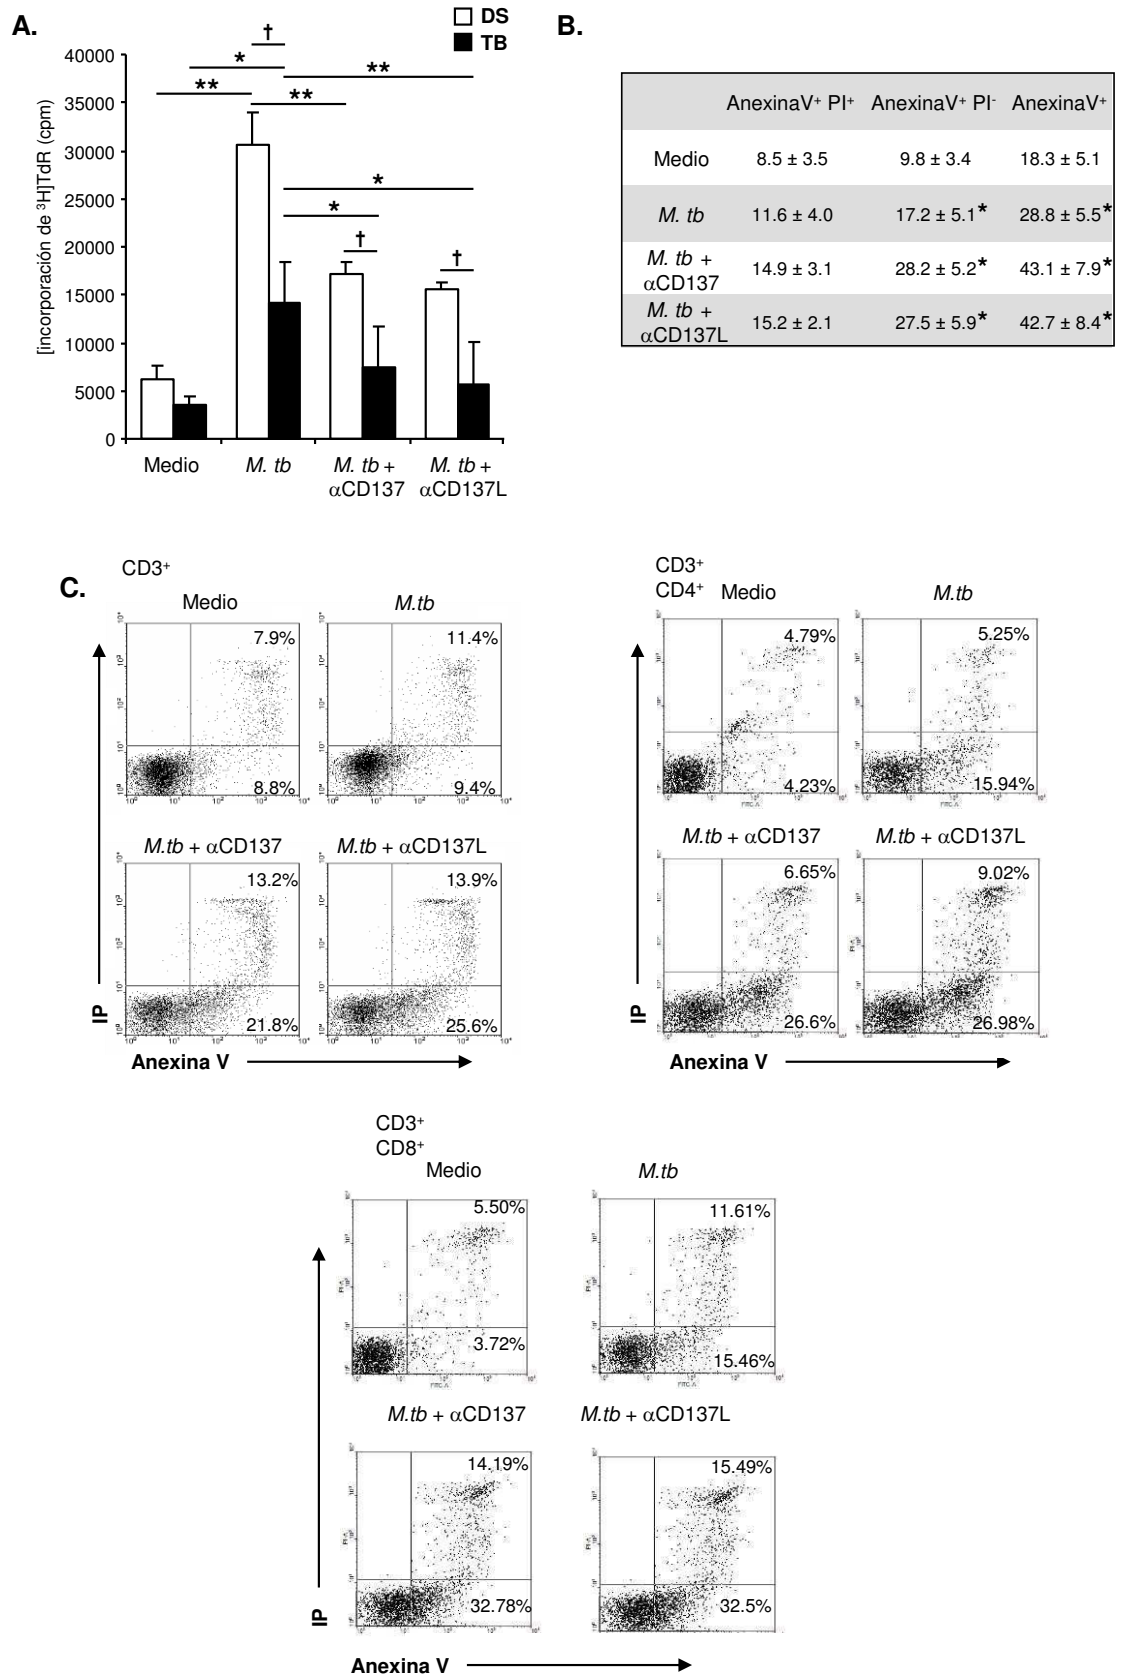 A.
DS
TB
†
*
**
**
**
*
*
†
†
[incorporación de ³H]TdR (cpm)
40000
35000
30000
25000
20000
15000
10000
5000
0
Medio
M. tb
M. tb +
αCD137
M. tb +
αCD137L
B.
AnexinaV⁺ PI⁺ AnexinaV⁺ PI⁻ AnexinaV⁺
Medio 8.5 ± 3.5 9.8 ± 3.4 18.3 ± 5.1
M. tb 11.6 ± 4.0 17.2 ± 5.1* 28.8 ± 5.5*
M. tb +
αCD137 14.9 ± 3.1 28.2 ± 5.2* 43.1 ± 7.9*
M. tb +
αCD137L 15.2 ± 2.1 27.5 ± 5.9* 42.7 ± 8.4*
C.
CD3⁺
Medio
7.9%
8.8%
M.tb
11.4%
9.4%
M.tb + αCD137
13.2%
21.8%
M.tb + αCD137L
13.9%
25.6%
IP
Anexina V
CD3⁺
CD4⁺
Medio
4.79%
4.23%
M.tb
5.25%
15.94%
M.tb + αCD137
6.65%
26.6%
M.tb + αCD137L
9.02%
26.98%
IP
Anexina V
CD3⁺
CD8⁺
Medio
5.50%
3.72%
M.tb
11.61%
15.46%
M.tb + αCD137
14.19%
32.78%
M.tb + αCD137L
15.49%
32.5%
IP
Anexina V